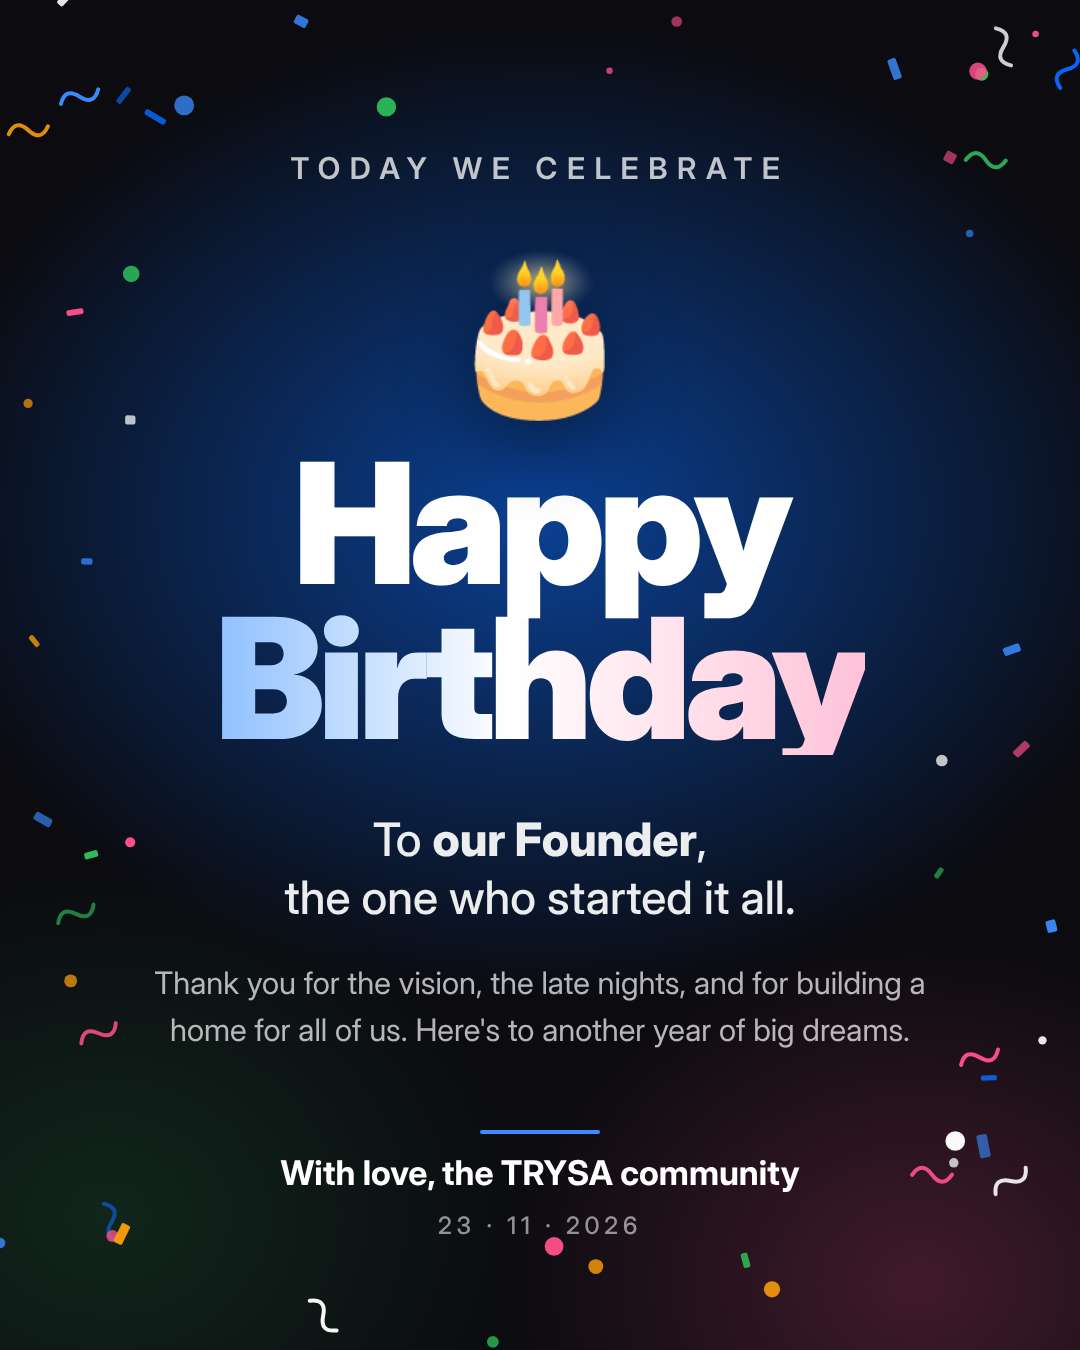 TODAY WE CELEBRATE
Happy
Birthday
To our Founder,
the one who started it all.
Thank you for the vision, the late nights, and for building a
home for all of us. Here's to another year of big dreams.
With love, the TRYSA community
23 · 11 · 2026